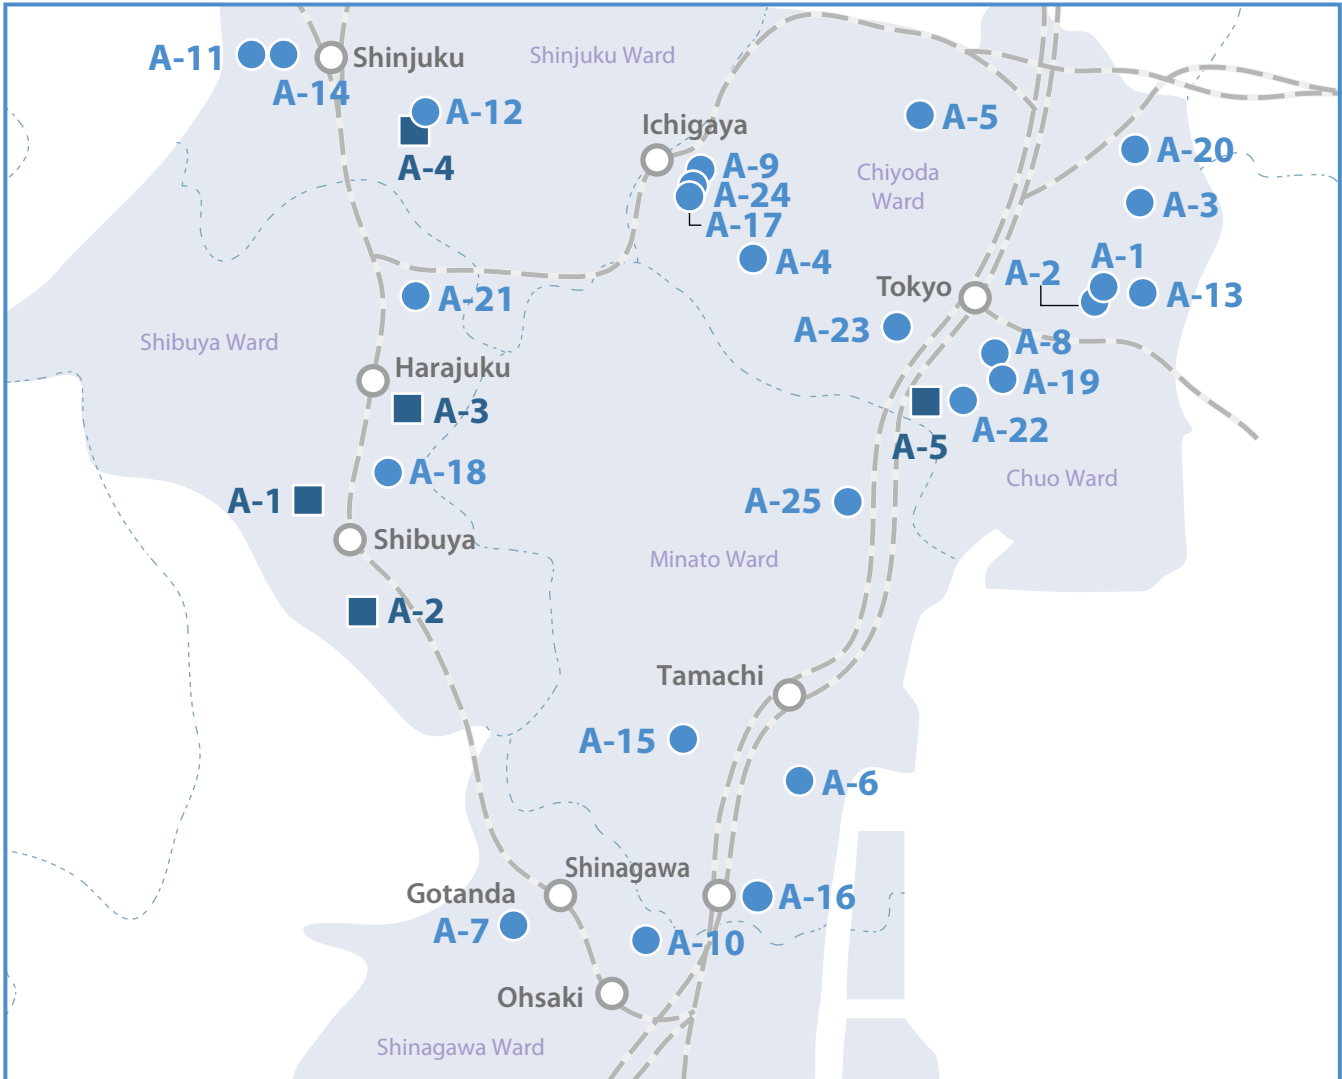 A-11
A-14
Shinjuku
Shinjuku Ward
A-12
A-4
Ichigaya
A-9
A-24
A-17
A-4
A-5
Chiyoda
Ward
A-20
A-3
A-1
A-2
A-13
Tokyo
A-23
A-8
A-19
A-22
A-5
Chuo Ward
A-21
Shibuya Ward
Harajuku
A-3
A-18
A-1
Shibuya
A-2
A-25
Minato Ward
Tamachi
A-15
A-6
Shinagawa
A-16
Gotanda
A-7
A-10
Ohsaki
Shinagawa Ward